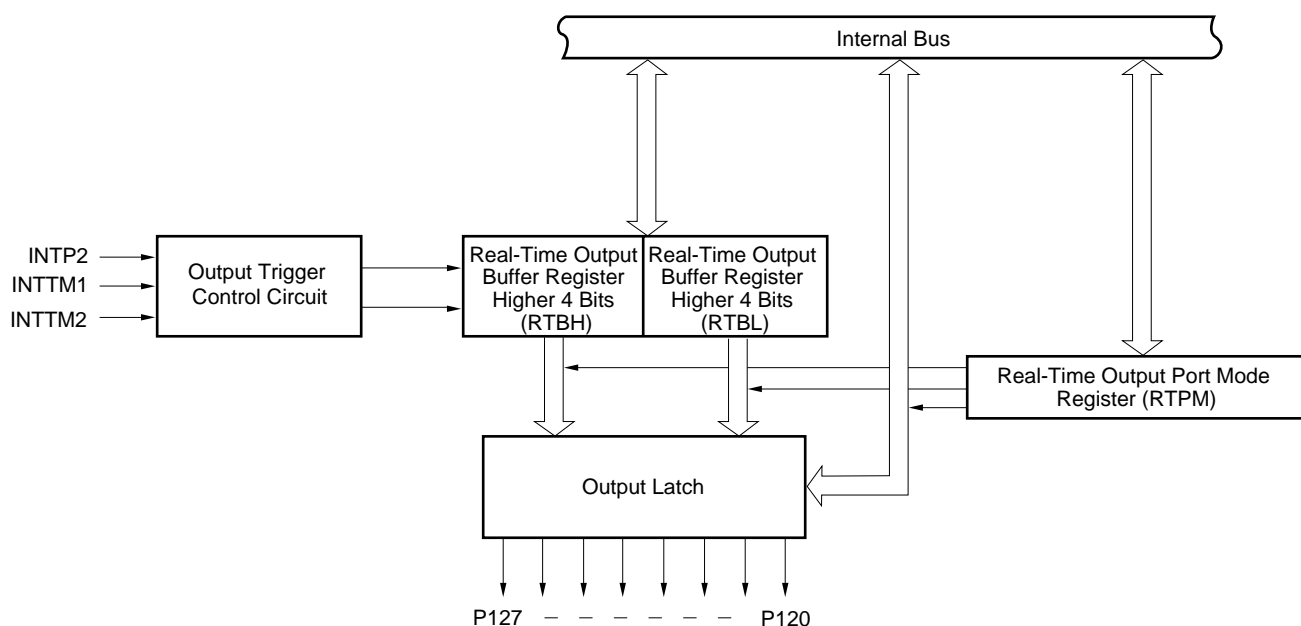 Internal Bus
INTP2
INTTM1
INTTM2
Output Trigger
Control Circuit
Real-Time Output
Buffer Register
Higher 4 Bits
(RTBH)
Real-Time Output
Buffer Register
Higher 4 Bits
(RTBL)
Real-Time Output Port Mode
Register (RTPM)
Output Latch
P127 – – – – – – – P120